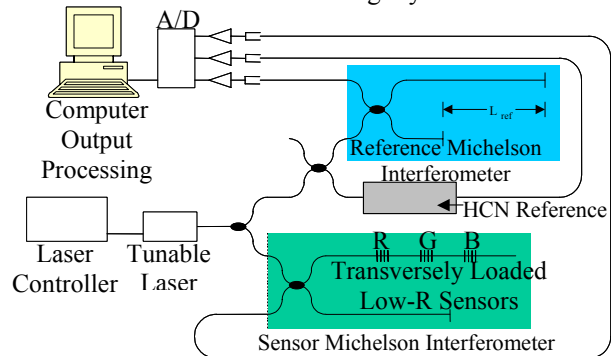 A/D
Computer
Output
Processing
L ref
Reference Michelson
Interferometer
HCN Reference
Laser
Controller
Tunable
Laser
R G B
Transversely Loaded
Low-R Sensors
Sensor Michelson Interferometer